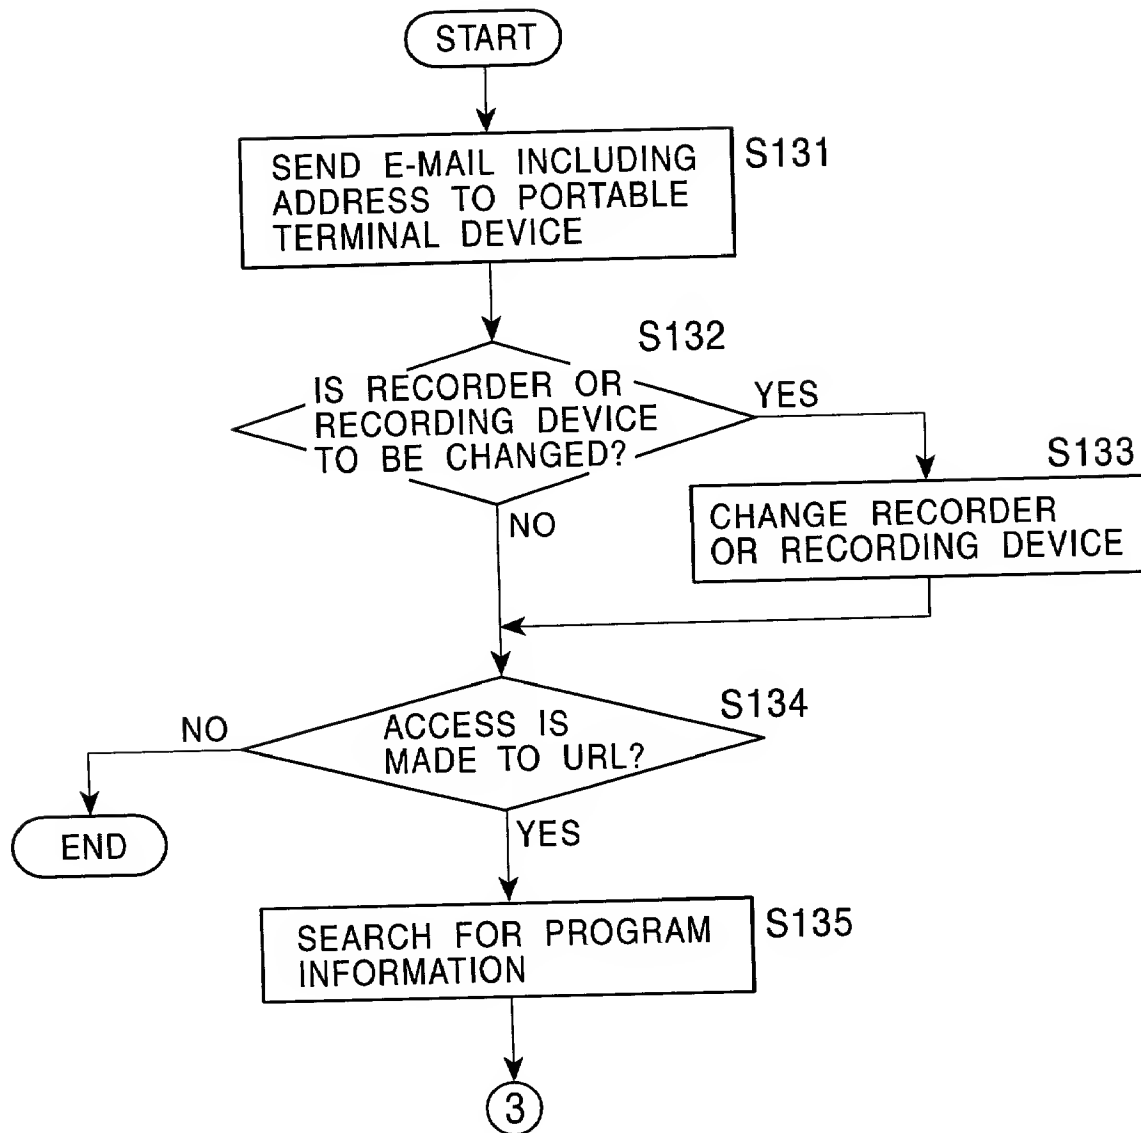 START
SEND E-MAIL INCLUDING
ADDRESS TO PORTABLE
TERMINAL DEVICE
S131
S132
IS RECORDER OR
RECORDING DEVICE
TO BE CHANGED?
YES
NO
S133
CHANGE RECORDER
OR RECORDING DEVICE
S134
ACCESS IS
MADE TO URL?
NO
END
YES
SEARCH FOR PROGRAM
INFORMATION
S135
3